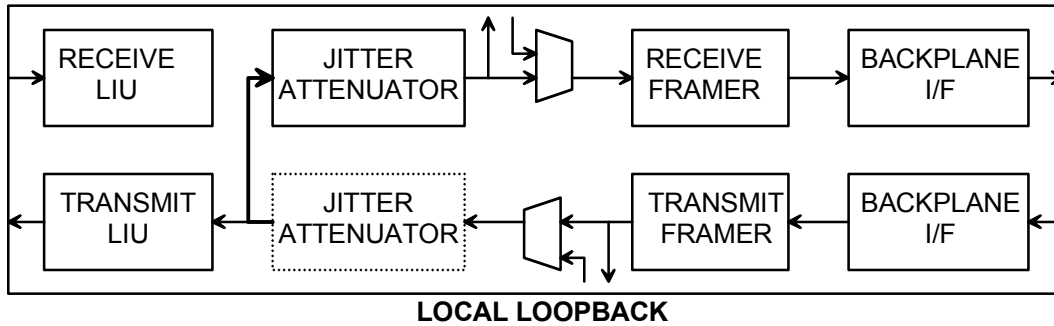 RECEIVE
LIU
JITTER
ATTENUATOR
RECEIVE
FRAMER
BACKPLANE
I/F
TRANSMIT
LIU
JITTER
ATTENUATOR
TRANSMIT
FRAMER
BACKPLANE
I/F
LOCAL LOOPBACK